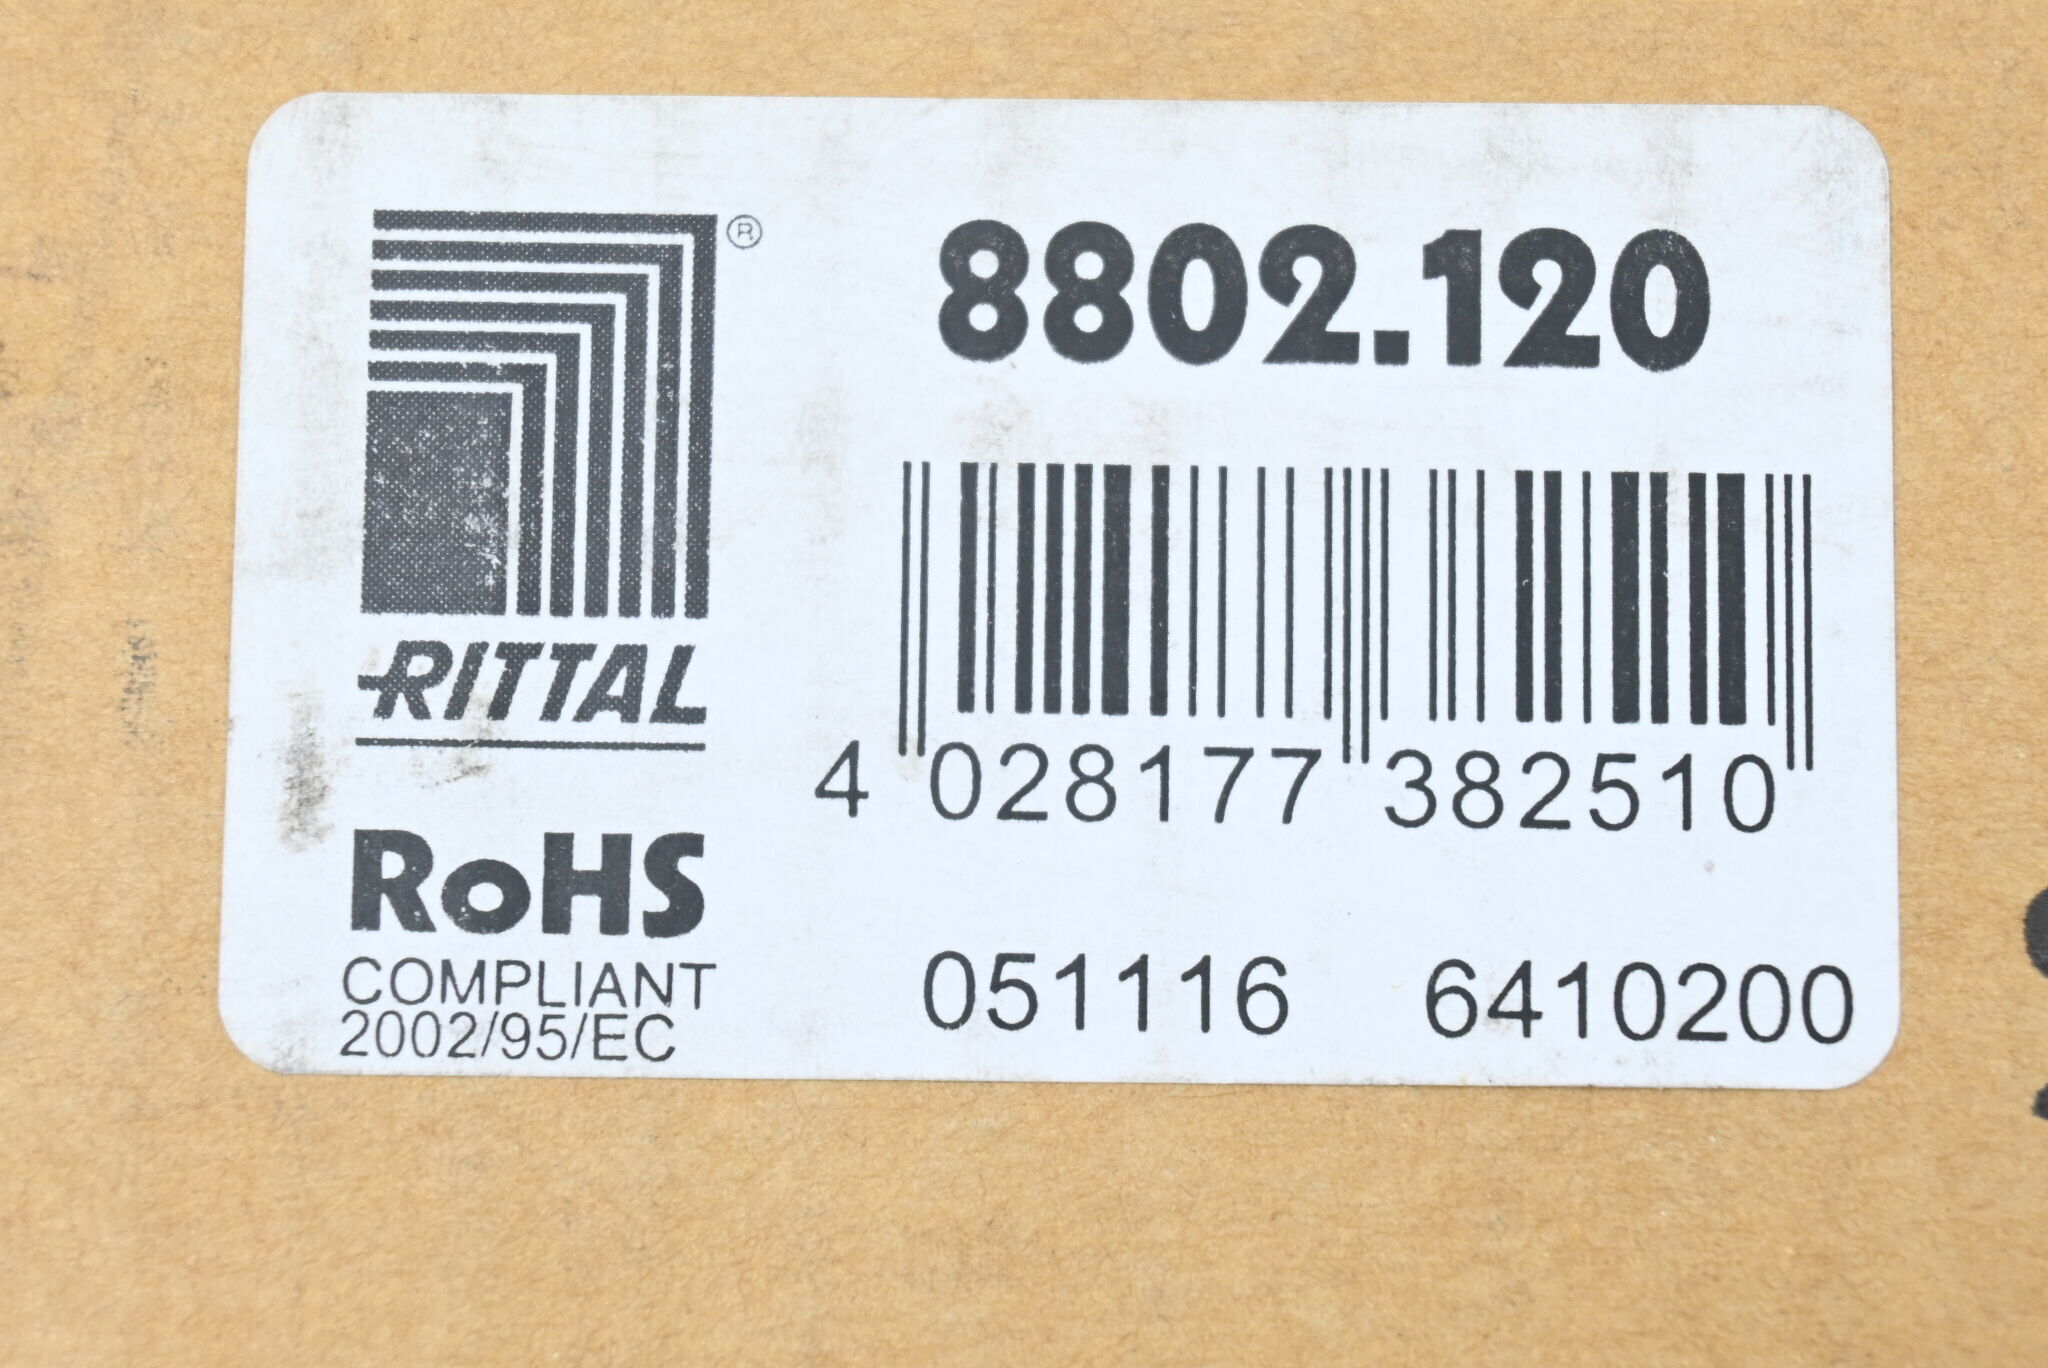 ®
8802.120
RITTAL
4 028177 382510
RoHS
COMPLIANT
2002/95/EC
051116 6410200